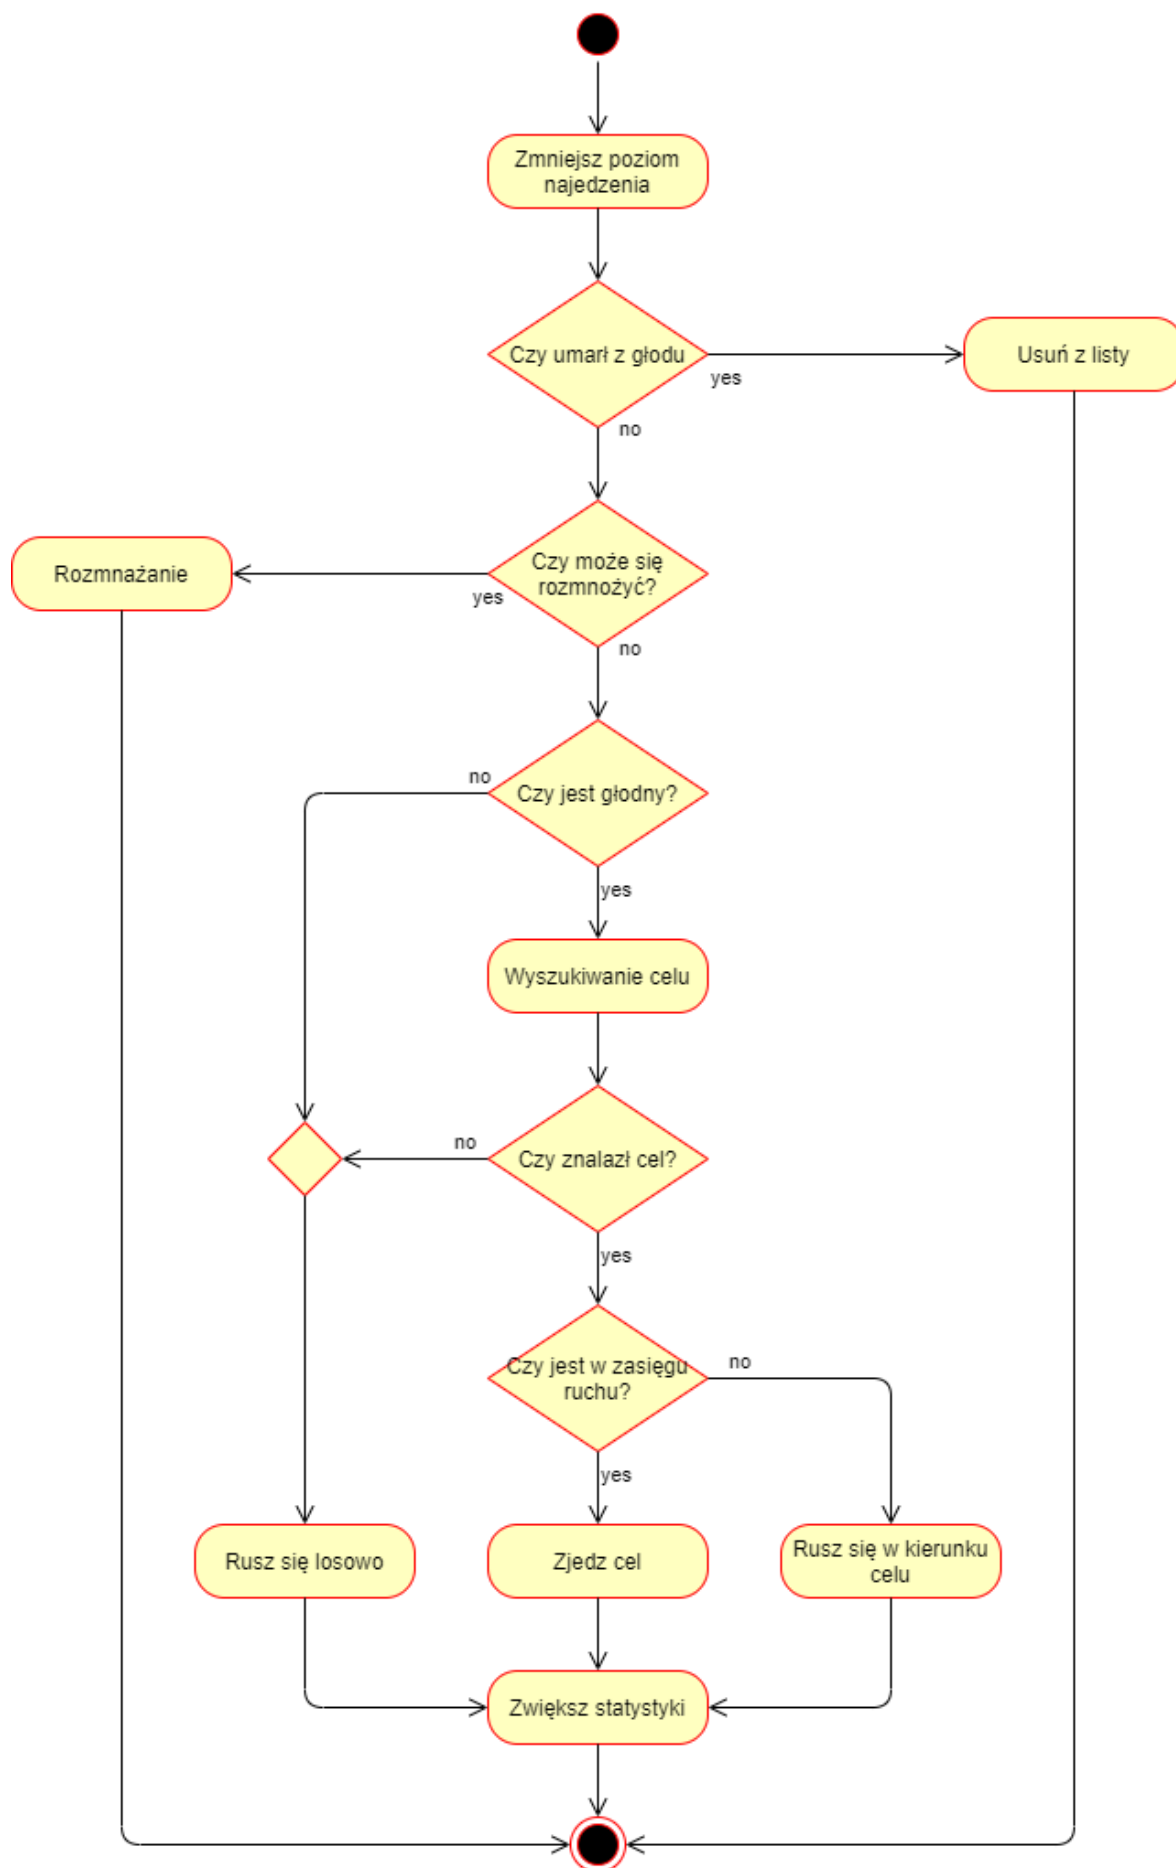 Zmniejsz poziom
najedzenia
Czy umarł z głodu
yes
Usuń z listy
no
Rozmnażanie
yes
Czy może się
rozmnożyć?
no
no
Czy jest głodny?
yes
Wyszukiwanie celu
no
Czy znalazł cel?
yes
Czy jest w zasięgu
ruchu?
no
yes
Rusz się losowo
Zjedz cel
Rusz się w kierunku
celu
Zwiększ statystyki